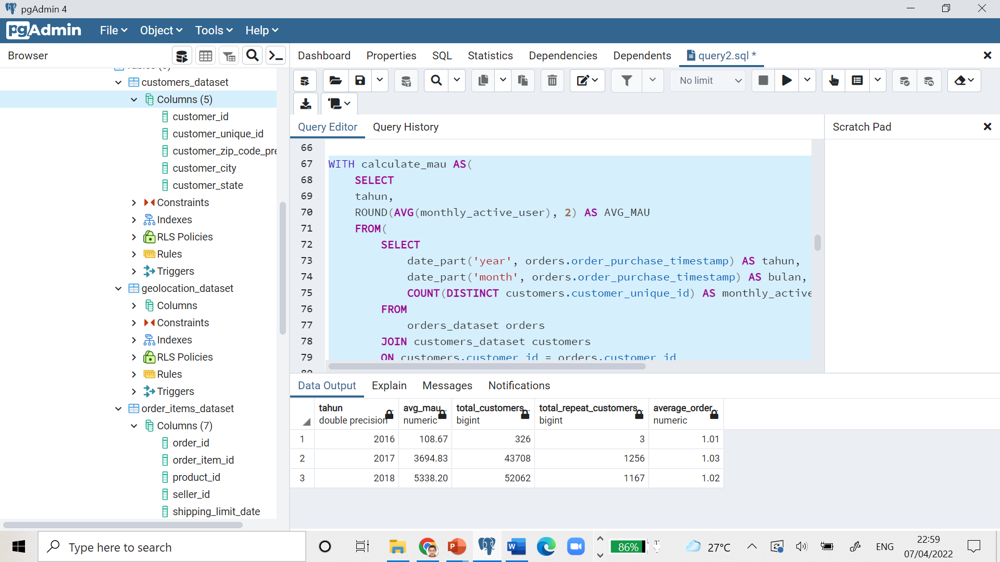 pgAdmin 4
pgAdmin File Object Tools Help
Browser
Dashboard Properties SQL Statistics Dependencies Dependents query2.sql *
No limit
customers_dataset
Columns (5)
customer_id
customer_unique_id
customer_zip_code_pre
customer_city
customer_state
Constraints
Indexes
RLS Policies
Rules
Triggers
geolocation_dataset
Columns
Constraints
Indexes
RLS Policies
Rules
Triggers
order_items_dataset
Columns (7)
order_id
order_item_id
product_id
seller_id
shipping_limit_date
Query Editor Query History
Scratch Pad
66
67 WITH calculate_mau AS(
68 SELECT
69 tahun,
70 ROUND(AVG(monthly_active_user), 2) AS AVG_MAU
71 FROM(
72 SELECT
73 date_part('year', orders.order_purchase_timestamp) AS tahun,
74 date_part('month', orders.order_purchase_timestamp) AS bulan,
75 COUNT(DISTINCT customers.customer_unique_id) AS monthly_active
76 FROM
77 orders_dataset orders
78 JOIN customers_dataset customers
79 ON customers.customer_id = orders.customer_id
Data Output Explain Messages Notifications
tahun avg_mau total_customers total_repeat_customers average_order
double precision numeric bigint bigint numeric
1 2016 108.67 326 3 1.01
2 2017 3694.83 43708 1256 1.03
3 2018 5338.20 52062 1167 1.02
Type here to search
86%
27°C
ENG
22:59
07/04/2022